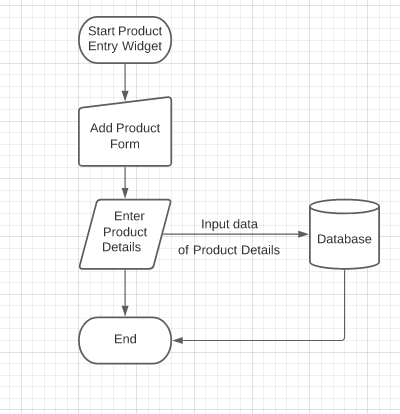 Start Product
Entry Widget
Add Product
Form
Enter
Product
Details
Input data
of Product Details
Database
End